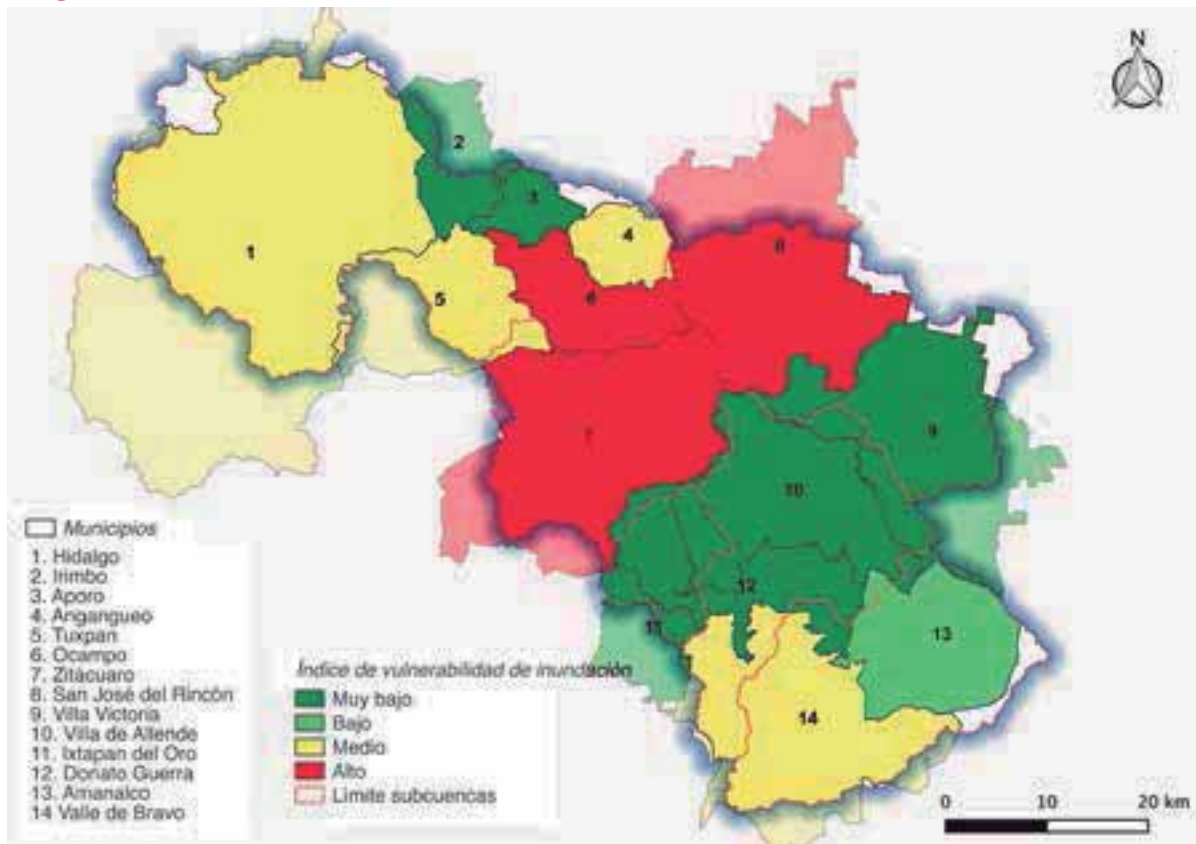 N
2
3
1
4
8
5
6
7
9
10
12
11
13
14
Municipios
1. Hidalgo
2. Irimbo
3. Aporo
4. Angangueo
5. Tuxpan
6. Ocampo
7. Zitácuaro
8. San José del Rincón
9. Villa Victoria
10. Villa de Allende
11. Ixtapan del Oro
12. Donato Guerra
13. Amanalco
14 Valle de Bravo
Índice de vulnerabilidad de inundación
Muy bajo
Bajo
Medio
Alto
Límite subcuencas
0 10 20 km